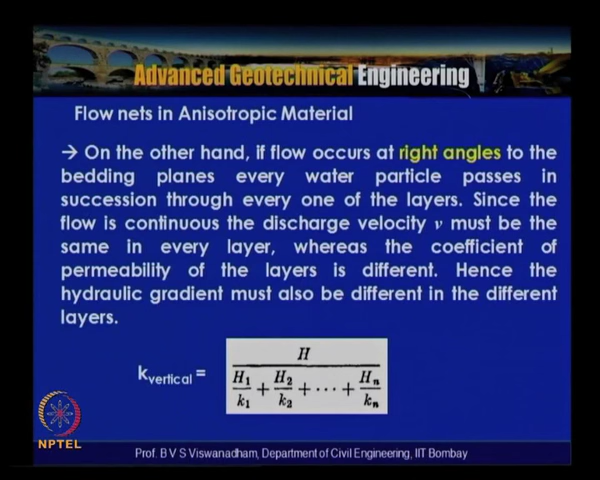 Advanced Geotechnical Engineering
Flow nets in Anisotropic Material
→ On the other hand, if flow occurs at right angles to the
bedding planes every water particle passes in
succession through every one of the layers. Since the
flow is continuous the discharge velocity v must be the
same in every layer, whereas the coefficient of
permeability of the layers is different. Hence the
hydraulic gradient must also be different in the different
layers.
H
kvertical = H1/k1 + H2/k2 + ··· + Hn/kn
NPTEL
Prof. B V S Viswanadham, Department of Civil Engineering, IIT Bombay